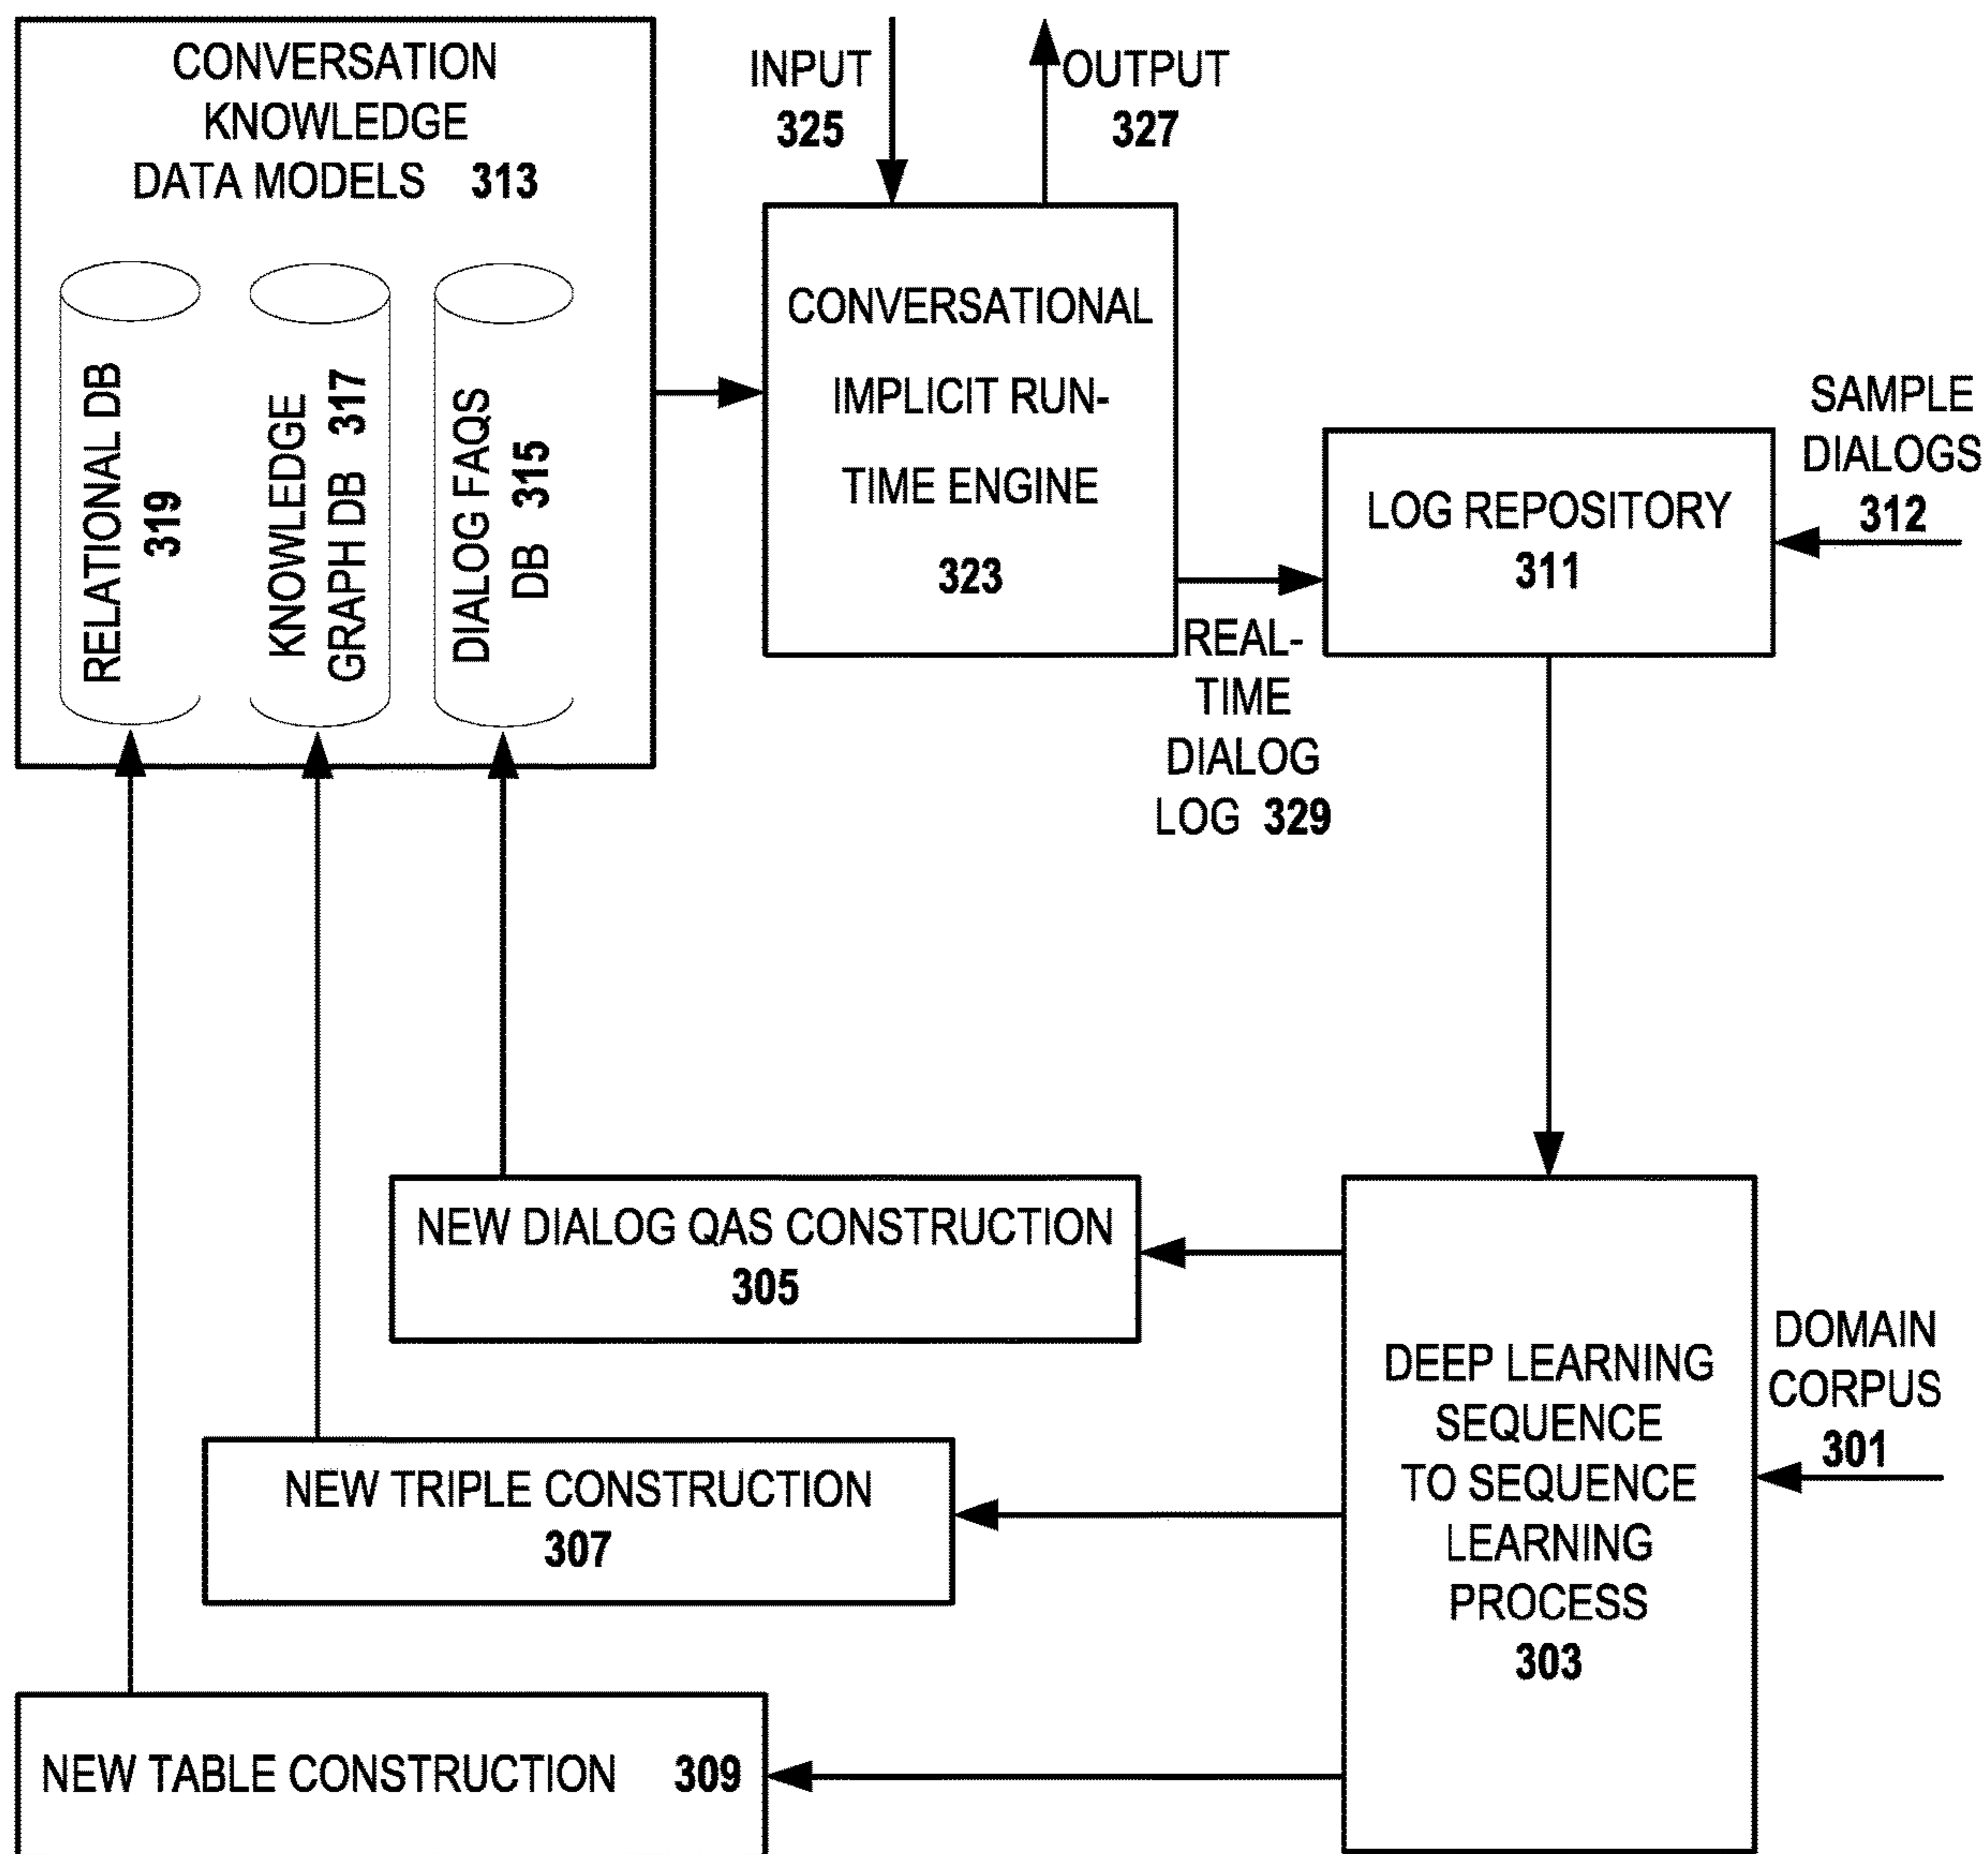 CONVERSATION
KNOWLEDGE
DATA MODELS 313
RELATIONAL DB
319
KNOWLEDGE
GRAPH DB 317
DIALOG FAQS
DB 315
INPUT
325
OUTPUT
327
CONVERSATIONAL
IMPLICIT RUN-
TIME ENGINE
323
REAL-
TIME
DIALOG
LOG 329
LOG REPOSITORY
311
SAMPLE
DIALOGS
312
NEW DIALOG QAS CONSTRUCTION
305
NEW TRIPLE CONSTRUCTION
307
NEW TABLE CONSTRUCTION 309
DEEP LEARNING
SEQUENCE
TO SEQUENCE
LEARNING
PROCESS
303
DOMAIN
CORPUS
301